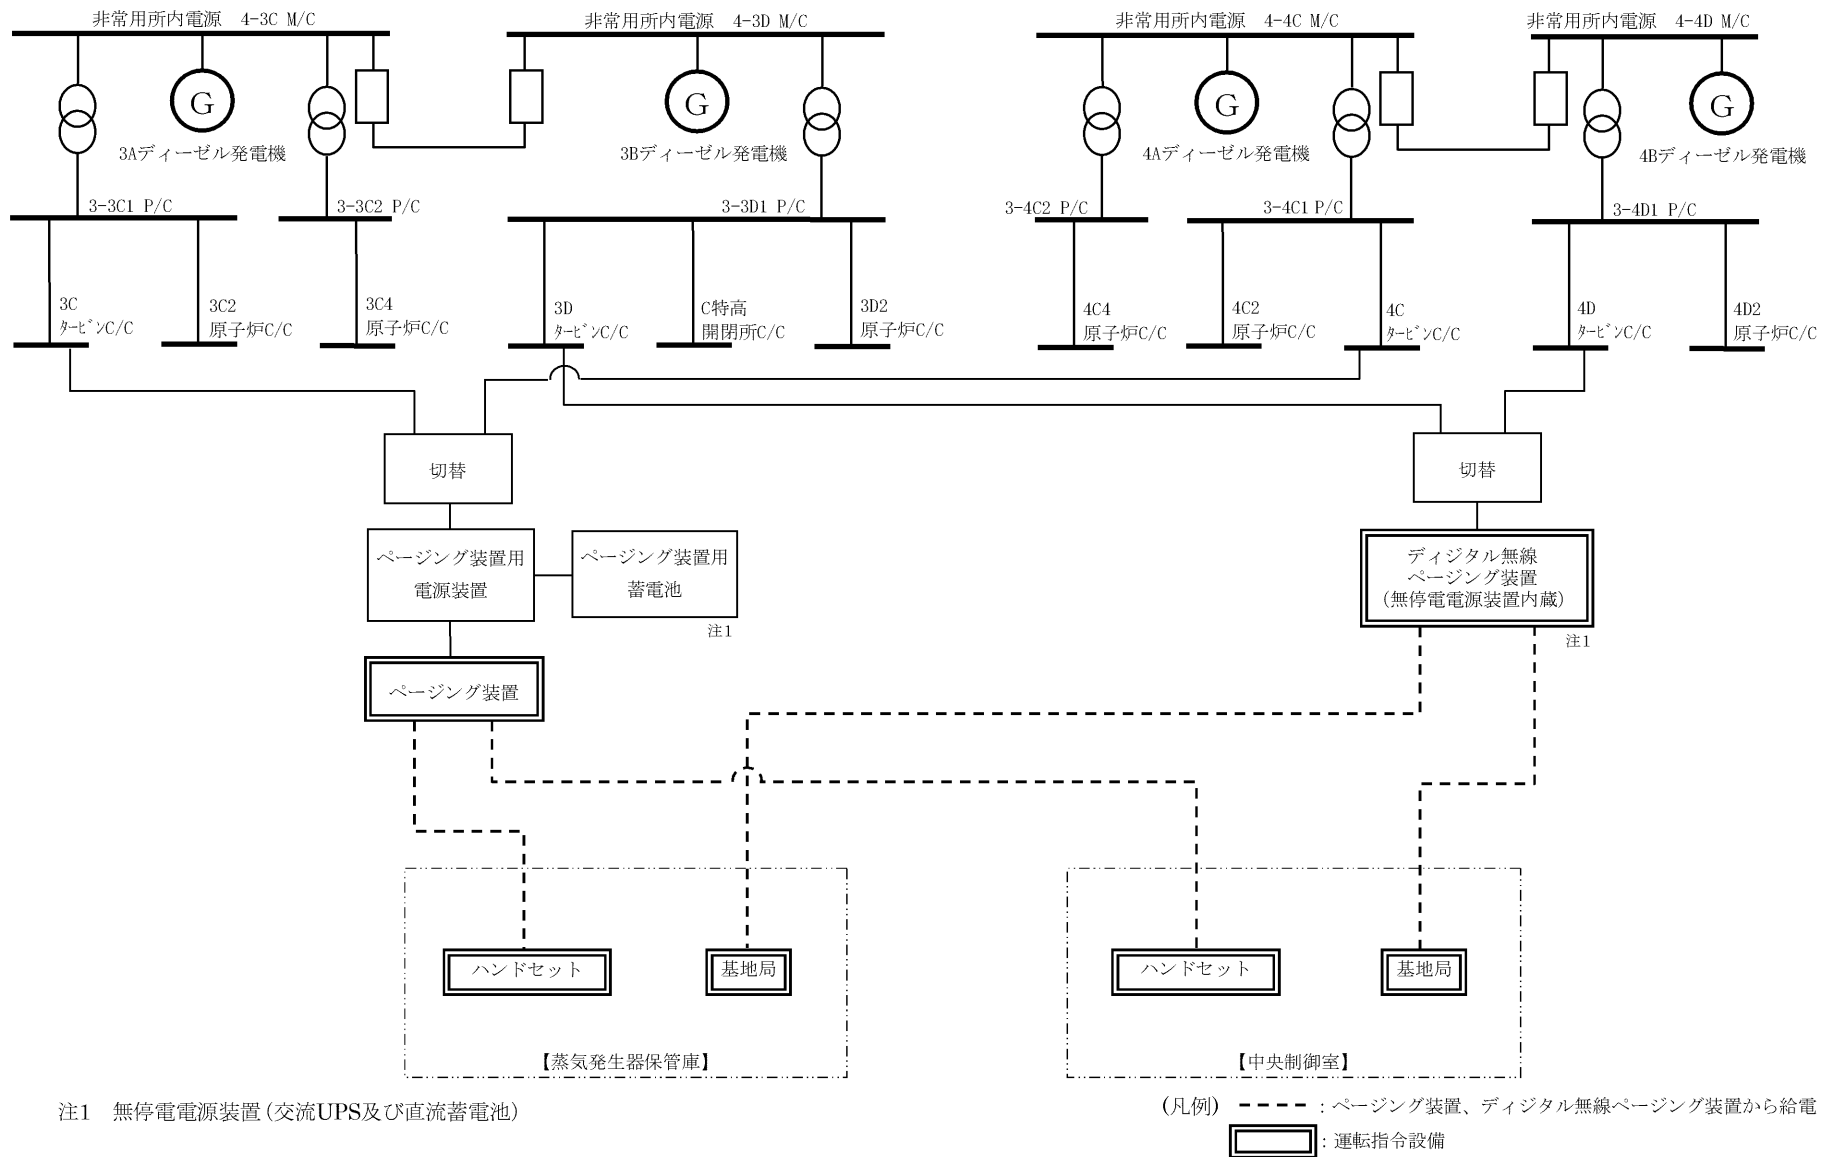 非常用所内電源 4-3C M/C
非常用所内電源 4-3D M/C
非常用所内電源 4-4C M/C
非常用所内電源 4-4D M/C
G
G
G
G
3Aディーゼル発電機
3Bディーゼル発電機
4Aディーゼル発電機
4Bディーゼル発電機
3-3C1 P/C
3-3C2 P/C
3-3D1 P/C
3-4C2 P/C
3-4C1 P/C
3-4D1 P/C
3C
タービンC/C
3C2
原子炉C/C
3C4
原子炉C/C
3D
タービンC/C
C特高
開閉所C/C
3D2
原子炉C/C
4C4
原子炉C/C
4C2
原子炉C/C
4C
タービンC/C
4D
タービンC/C
4D2
原子炉C/C
切替
切替
ページング装置用
電源装置
ページング装置用
蓄電池
注1
ディジタル無線
ページング装置
(無停電電源装置内蔵)
注1
ページング装置
ハンドセット
基地局
ハンドセット
基地局
【蒸気発生器保管庫】
【中央制御室】
注1 無停電電源装置(交流UPS及び直流蓄電池)
(凡例) : ページング装置、ディジタル無線ページング装置から給電
: 運転指令設備